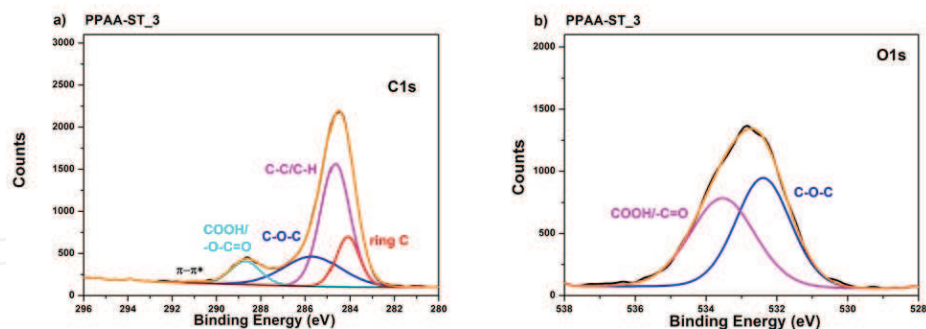 a) PPAA-ST_3
3000
2500
2000
1500
1000
500
0
Counts
C1s
C-C/C-H
COOH/
-O-C=O
C-O-C
ring C
π-π*
296 294 292 290 288 286 284 282 280
Binding Energy (eV)
b) PPAA-ST_3
2000
1500
1000
500
0
Counts
O1s
COOH/-C=O
C-O-C
538 536 534 532 530 528
Binding Energy (eV)